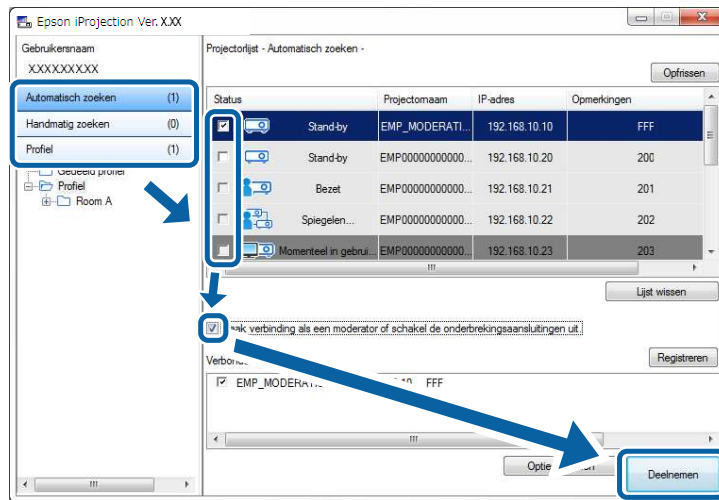 Epson iProjection Ver. X.XX
Gebruikersnaam
XXXXXXXXX
Automatisch zoeken (1)
Handmatig zoeken (0)
Profiel (1)
Gedeeld profiel
Profiel
Room A
Projectorlijst - Automatisch zoeken -
Opfrissen
Status Projectornaam IP-adres Opmerkingen
Stand-by EMP_MODERATI... 192.168.10.10 FFF
Stand-by EMP00000000000... 192.168.10.20 200
Bezet EMP00000000000... 192.168.10.21 201
Spiegelen... EMP00000000000... 192.168.10.22 202
Momenteel in gebrui... EMP00000000000... 192.168.10.23 203
Lijst wissen
verbinding als een moderator of schakel de onderbrekingsaansluitingen uit.
Registreren
EMP_MODERAT 10 FFF
Deelnemen